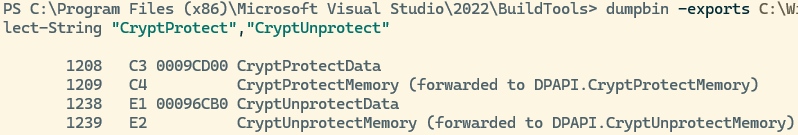 PS C:\Program Files (x86)\Microsoft Visual Studio\2022\BuildTools> dumpbin -exports C:\Wi
lect-String "CryptProtect","CryptUnprotect"
1208 C3 0009CD00 CryptProtectData
1209 C4 CryptProtectMemory (forwarded to DPAPI.CryptProtectMemory)
1238 E1 00096CB0 CryptUnprotectData
1239 E2 CryptUnprotectMemory (forwarded to DPAPI.CryptUnprotectMemory)